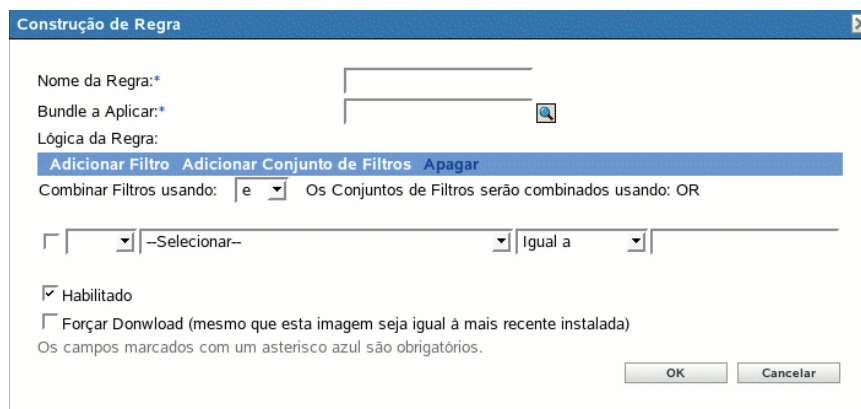 Construção de Regra
Nome da Regra:*
Bundle a Aplicar:*
Lógica da Regra:
Adicionar Filtro Adicionar Conjunto de Filtros Apagar
Combinar Filtros usando: e Os Conjuntos de Filtros serão combinados usando: OR
--Selecionar-- Igual a
Habilitado
Forçar Donwload (mesmo que esta imagem seja igual à mais recente instalada)
Os campos marcados com um asterisco azul são obrigatórios.
OK Cancelar